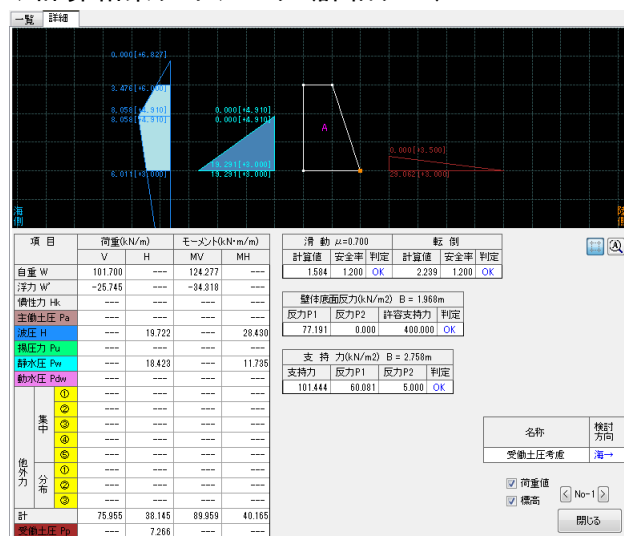 一覧 詳細
0.000[+6.827]
3.476[+6.000]
8.058[+4.910]
8.058[+4.910]
6.011[+3.000]
0.000[+4.910]
0.000[+4.910]
19.291[+3.000]
19.291[+3.000]
A
0.000[+3.500]
29.062[+3.000]
海側
陸側
項目 荷重(kN/m) モーメント(kN・m/m)
V H MV MH
自重 W 101.700 --- 124.277 ---
浮力 W' -25.745 --- -34.318 ---
慣性力 Hk --- --- --- ---
主働土圧 Pa --- --- --- ---
波圧 H --- 19.722 --- 28.430
揚圧力 Pu --- --- --- ---
静水圧 Pw --- 18.423 --- 11.735
動水圧 Pdw --- --- --- ---
他外力 集中 ① --- --- --- ---
② --- --- --- ---
③ --- --- --- ---
④ --- --- --- ---
⑤ --- --- --- ---
分布 ① --- --- --- ---
② --- --- --- ---
③ --- --- --- ---
計 75.955 38.145 89.959 40.165
受働土圧 Pp --- 7.266 --- ---
滑動 μ=0.700 転倒
計算値 安全率 判定 計算値 安全率 判定
1.584 1.200 OK 2.239 1.200 OK
壁体底面反力(kN/m2) B = 1.968m
反力P1 反力P2 許容支持力 判定
77.191 0.000 400.000 OK
支持力(kN/m2) B = 2.758m
支持力 反力P1 反力P2 判定
101.444 60.081 5.000 OK
名称 検討方向
受働土圧考慮 海→
荷重値
標高
< No-1 >
閉じる